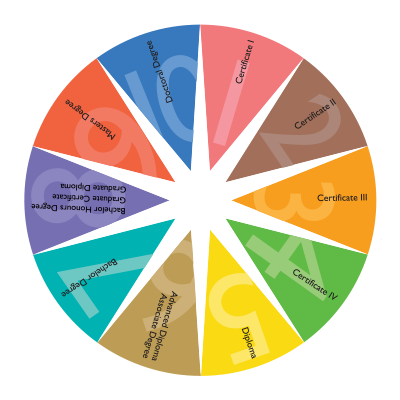 1
Certificate I
2
Certificate II
3
Certificate III
4
Certificate IV
5
Diploma
6
Advanced Diploma
Associate Degree
7
Bachelor Degree
8
Bachelor Honours Degree
Graduate Certificate
Graduate Diploma
9
Masters Degree
10
Doctoral Degree